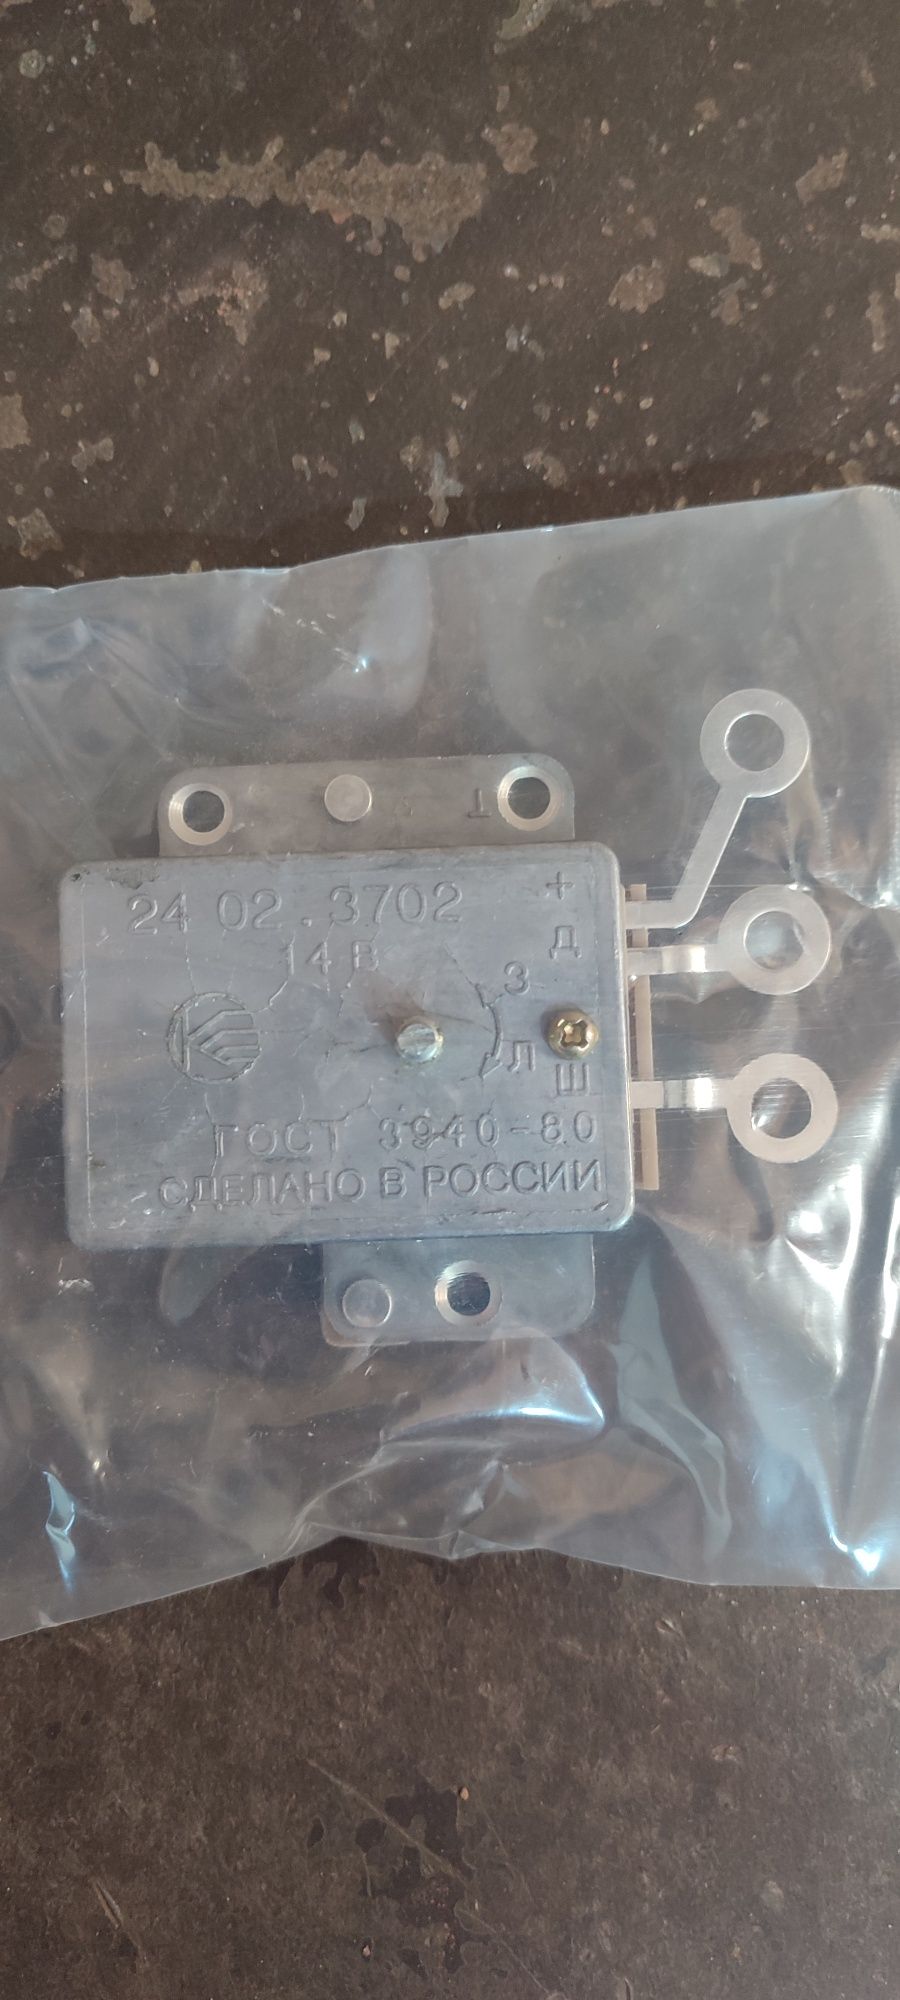 24 02.3702
14 В
+
Д
З
Л
Ш
ГОСТ 3940-80
СДЕЛАНО В РОССИИ